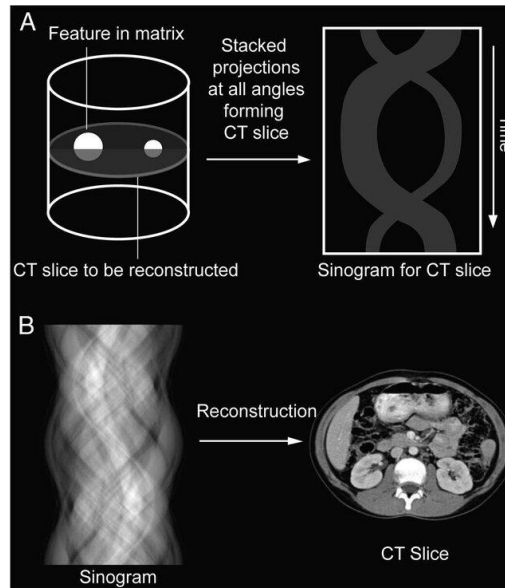 A
Feature in matrix
Stacked
projections
at all angles
forming
CT slice
Time
CT slice to be reconstructed
Sinogram for CT slice
B
Reconstruction
Sinogram
CT Slice